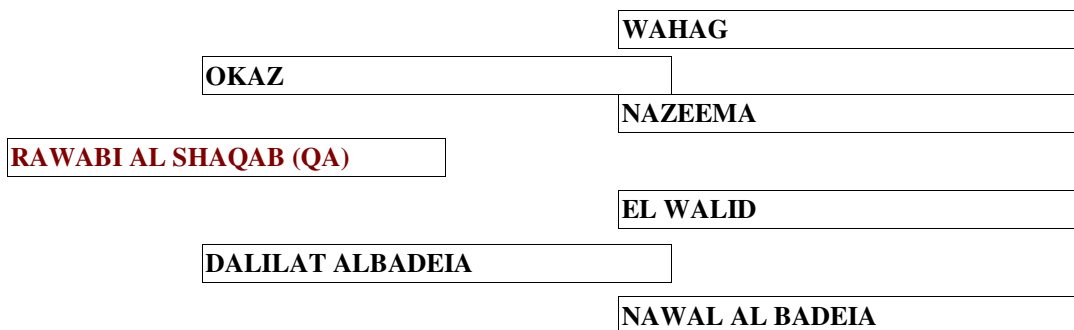 WAHAG
OKAZ
NAZEEMA
RAWABI AL SHAQAB (QA)
EL WALID
DALILAT ALBADEIA
NAWAL AL BADEIA